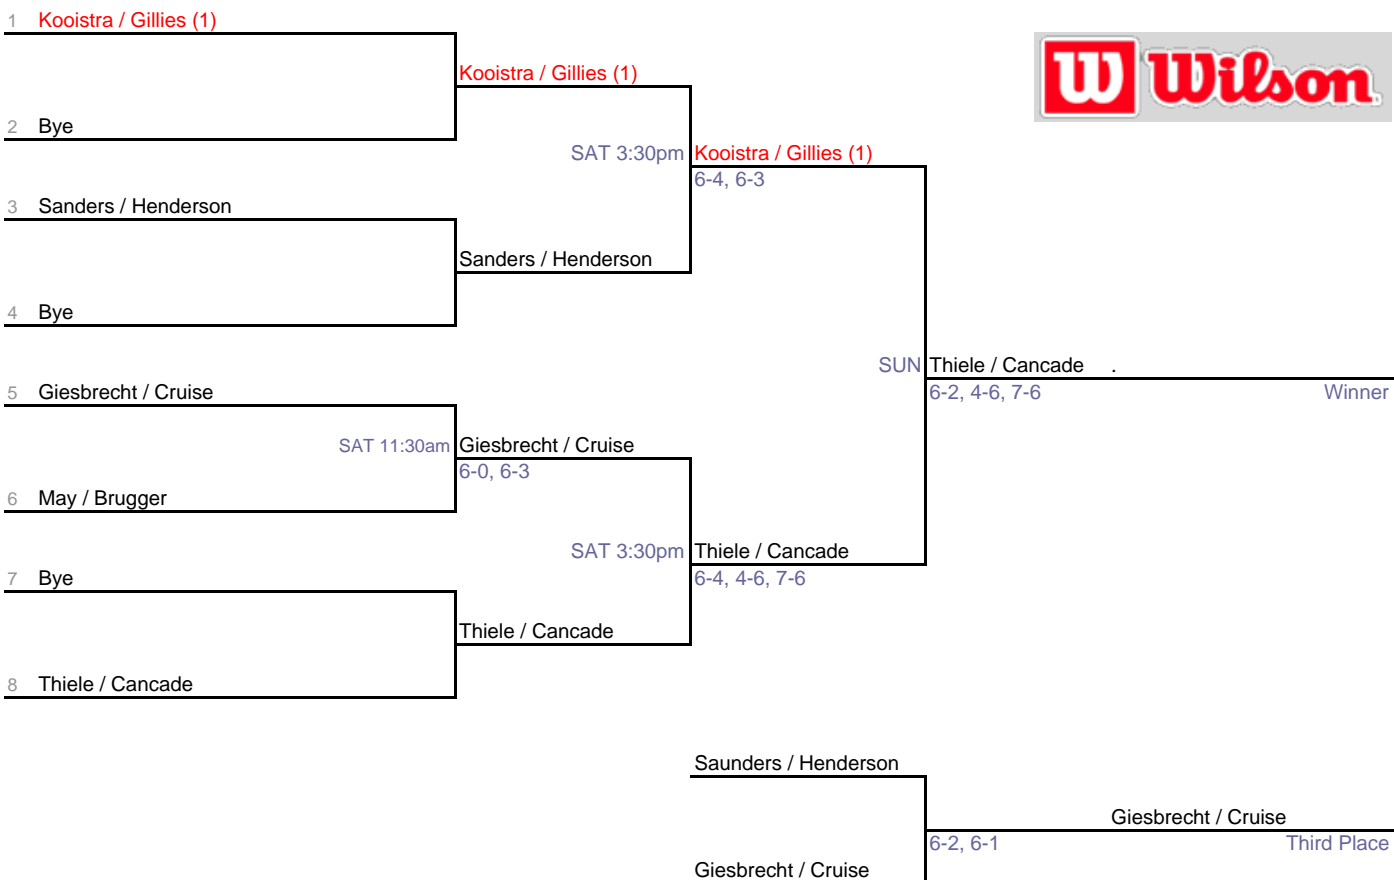 1 Kooistra / Gillies (1)
W Wilson
Kooistra / Gillies (1)
2 Bye
SAT 3:30pm Kooistra / Gillies (1)
6-4, 6-3
3 Sanders / Henderson
Sanders / Henderson
4 Bye
SUN Thiele / Cancade .
6-2, 4-6, 7-6 Winner
5 Giesbrecht / Cruise
SAT 11:30am Giesbrecht / Cruise
6-0, 6-3
6 May / Brugger
SAT 3:30pm Thiele / Cancade
6-4, 4-6, 7-6
7 Bye
Thiele / Cancade
8 Thiele / Cancade
Saunders / Henderson
Giesbrecht / Cruise
6-2, 6-1 Third Place
Giesbrecht / Cruise